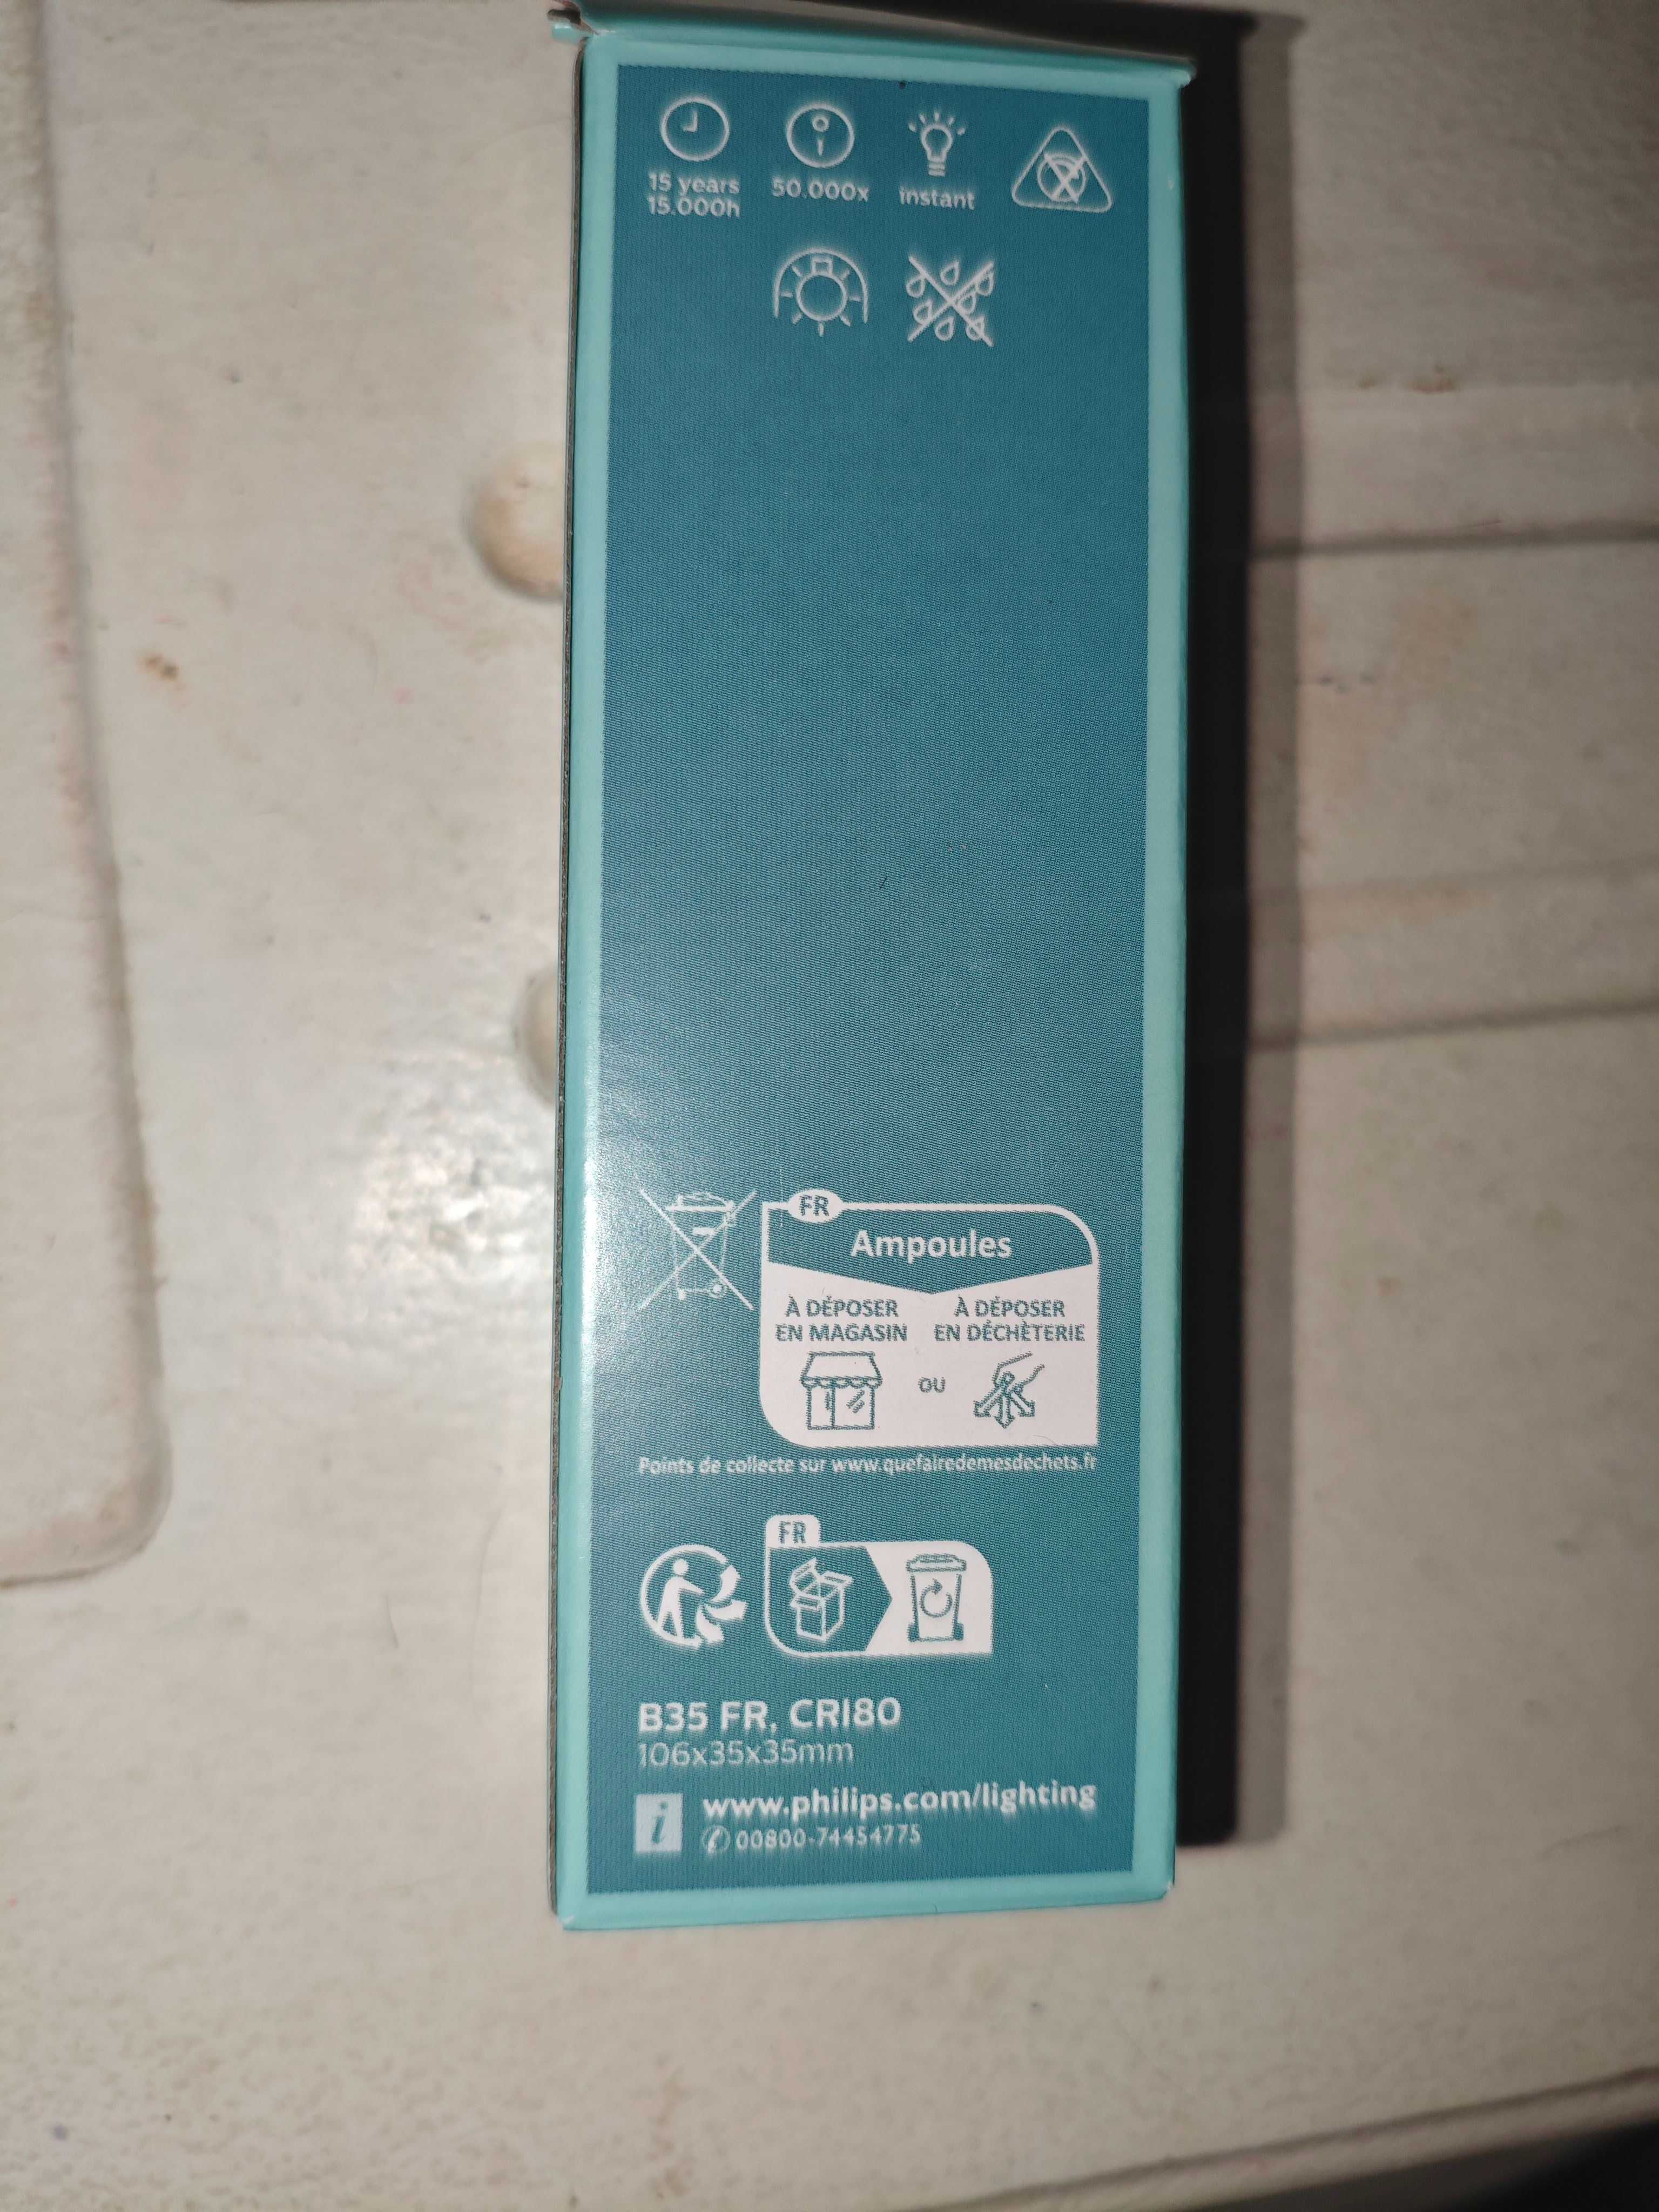 15 years
15.000h
50.000x
instant
FR
Ampoules
À DÉPOSER
EN MAGASIN
OU
À DÉPOSER
EN DÉCHÈTERIE
Points de collecte sur www.quefairedemesdechets.fr
FR
B35 FR, CRI80
106x35x35mm
i www.philips.com/lighting
00800-74454775